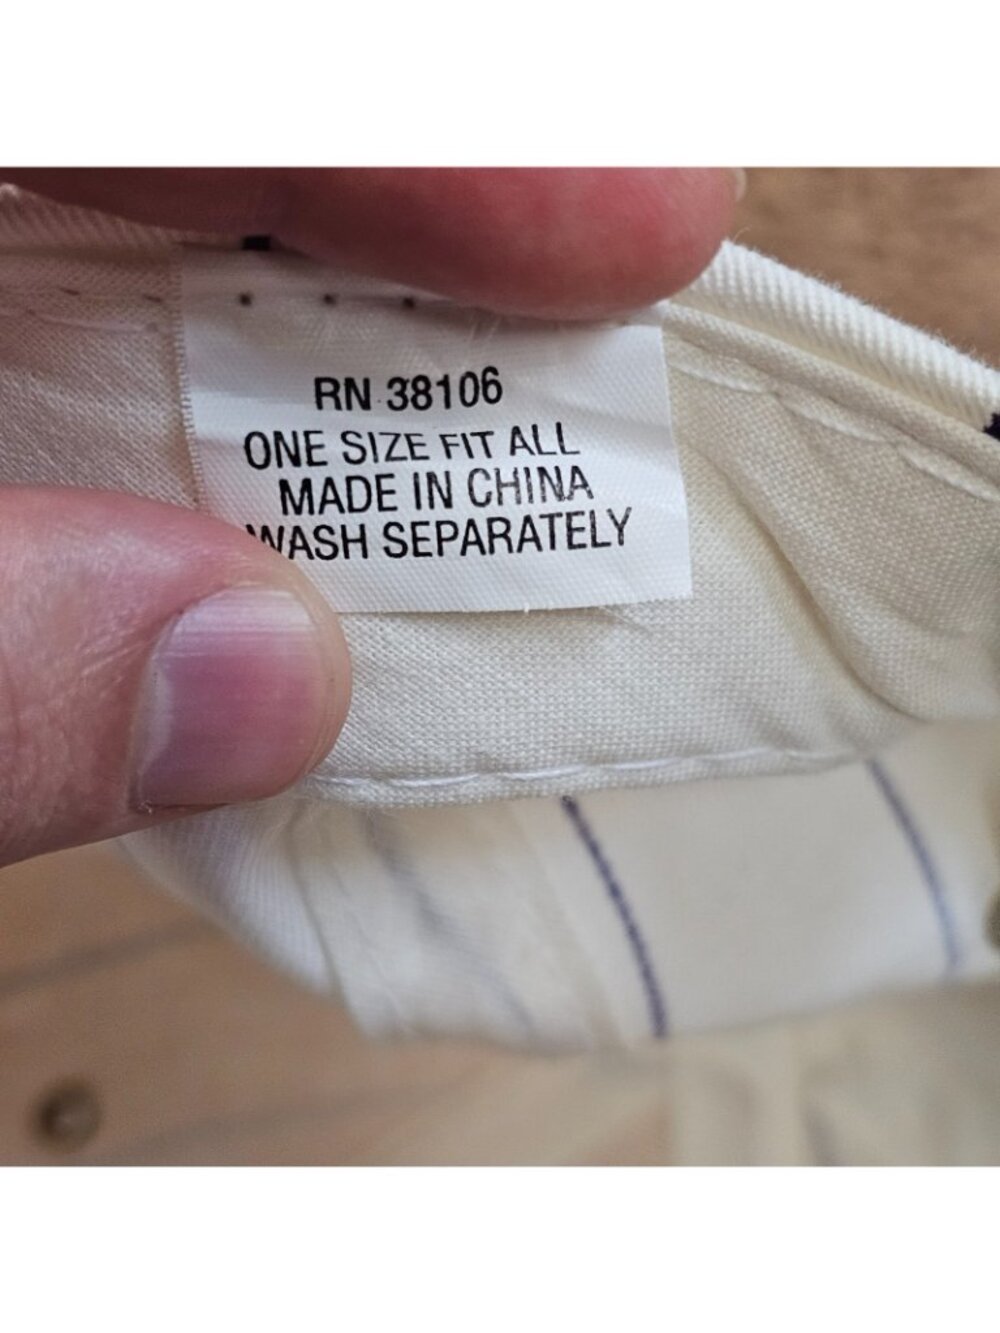 RN 38106
ONE SIZE FIT ALL
MADE IN CHINA
WASH SEPARATELY